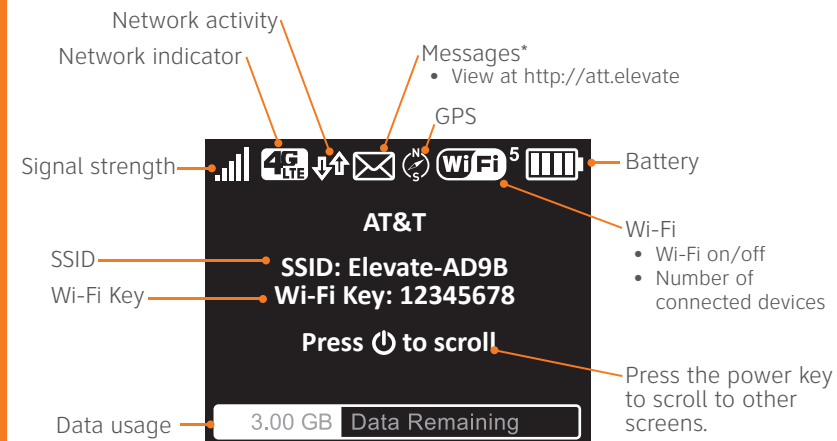 Network activity
Network indicator
Messages*
• View at http://att.elevate
GPS
Signal strength
4G LTE
N
S
WiFi 5
Battery
AT&T
Wi-Fi
• Wi-Fi on/off
• Number of
connected devices
SSID
SSID: Elevate-AD9B
Wi-Fi Key
Wi-Fi Key: 12345678
Press to scroll
Press the power key
to scroll to other
screens.
Data usage
3.00 GB Data Remaining